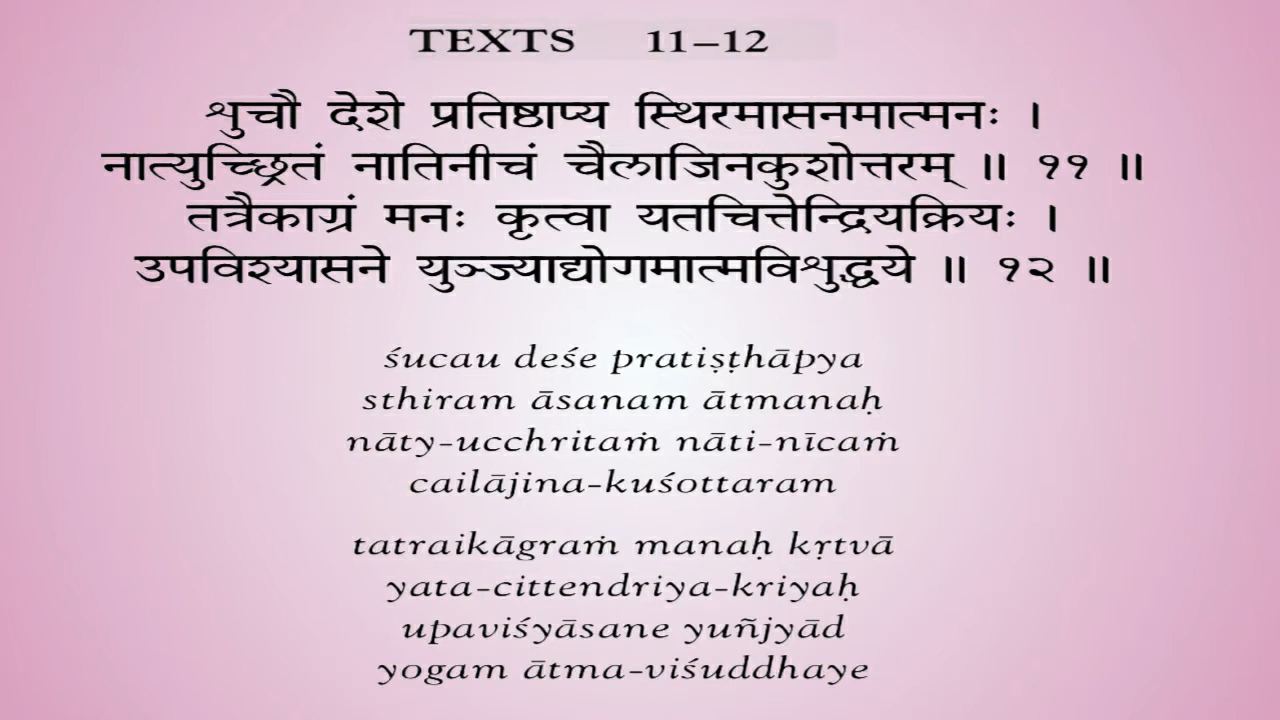 TEXTS 11–12
शुचौ देशे प्रतिष्ठाप्य स्थिरमासनमात्मनः ।
नात्युच्छ्रितं नातिनीचं चैलाजिनकुशोत्तरम् ॥ ११ ॥
तत्रैकाग्रं मनः कृत्वा यतचित्तेन्द्रियक्रियः ।
उपविश्यासने युञ्ज्याद्योगमात्मविशुद्धये ॥ १२ ॥
śucau deśe pratiṣṭhāpya
sthiram āsanam ātmanaḥ
nāty-ucchritaṁ nāti-nīcaṁ
cailājina-kuśottaram
tatraikāgraṁ manaḥ kṛtvā
yata-cittendriya-kriyaḥ
upaviśyāsane yuñjyād
yogam ātma-viśuddhaye